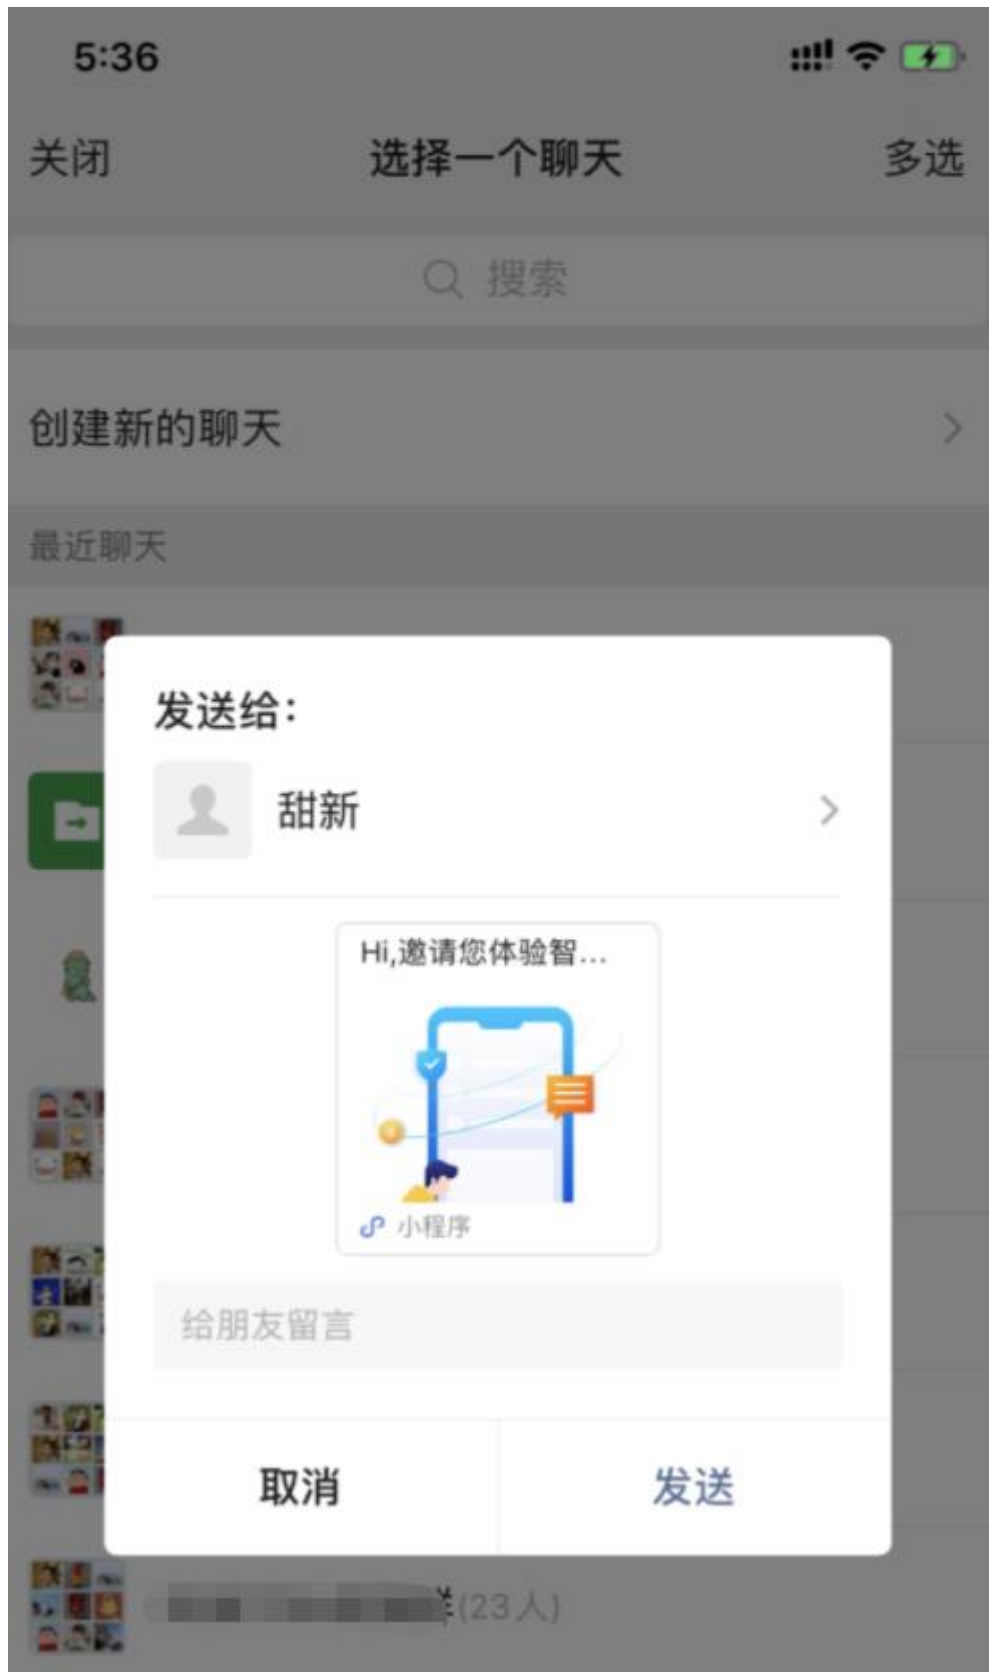 5:36
关闭 选择一个聊天 多选
搜索
创建新的聊天
最近聊天
发送给：
甜新
Hi,邀请您体验智...
小程序
给朋友留言
取消 发送
(23人)